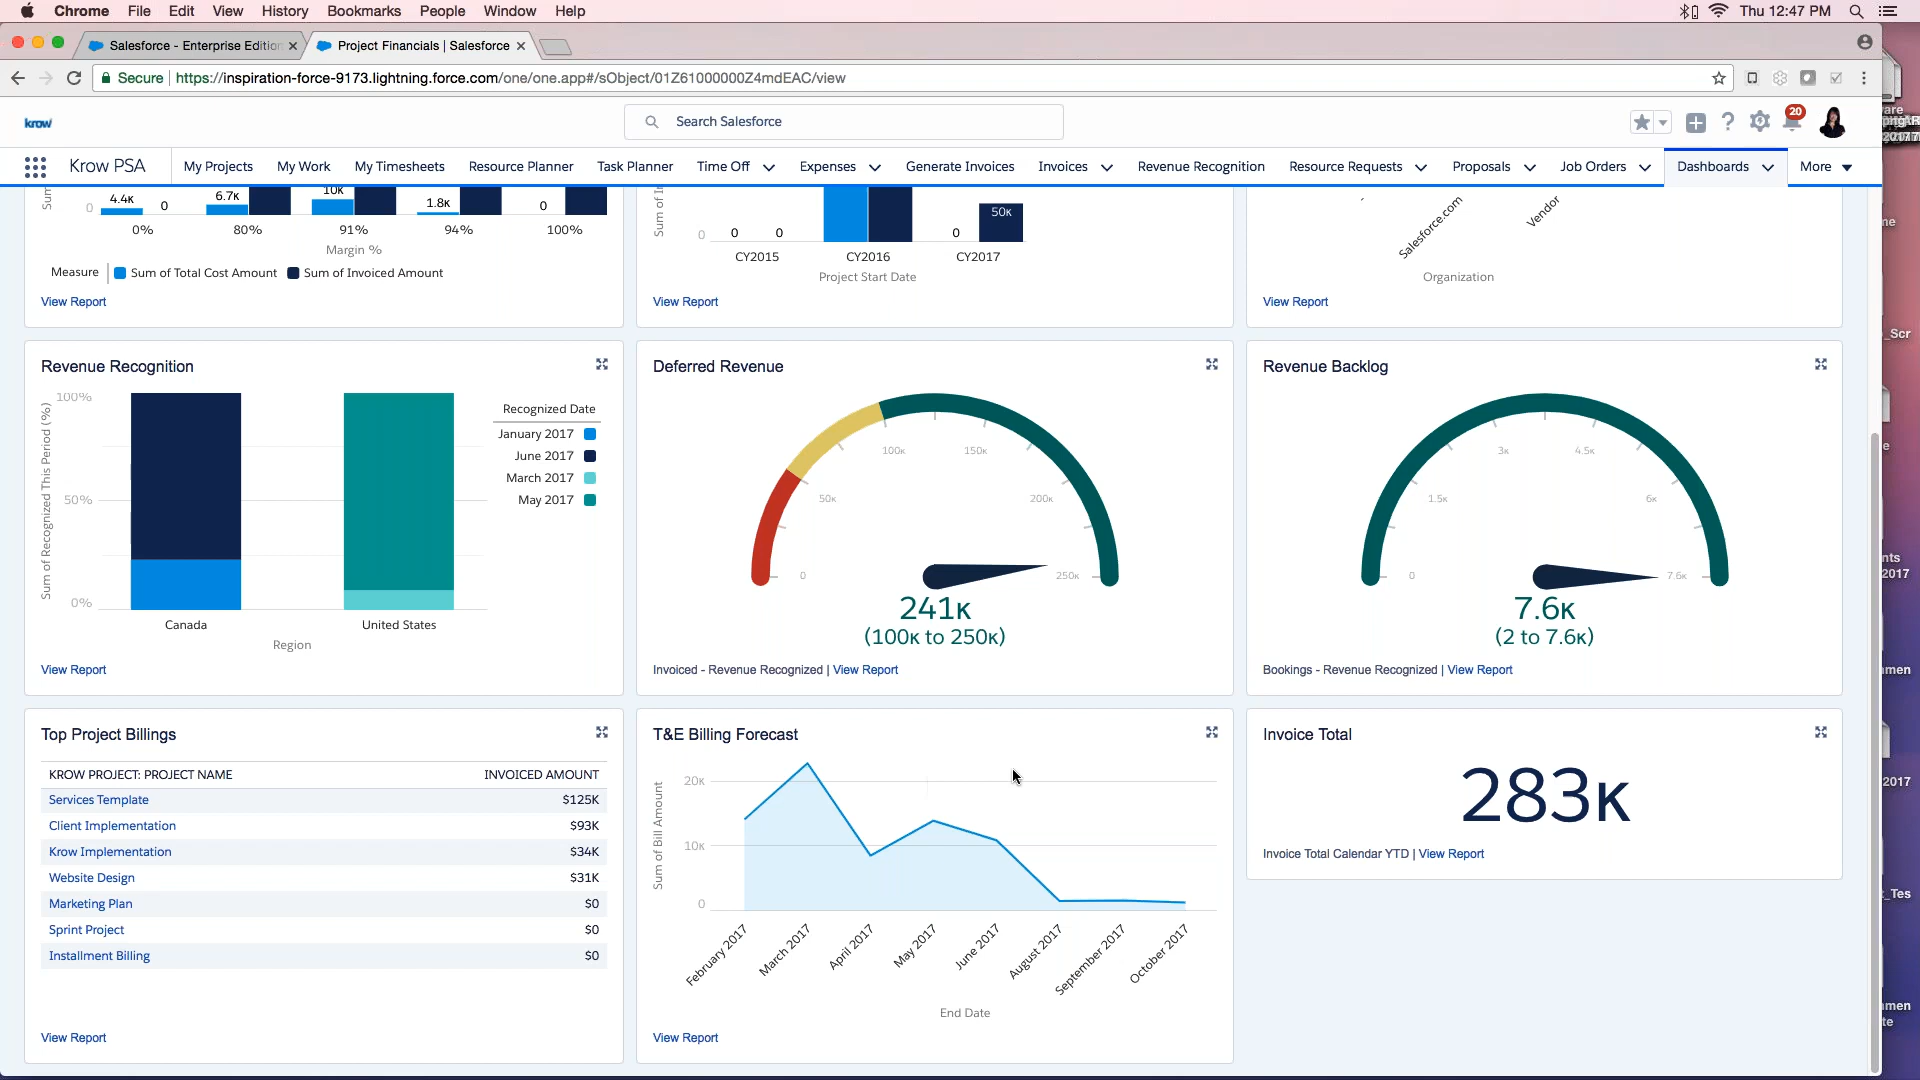 Chrome File Edit View History Bookmarks People Window Help Thu 12:47 PM
Salesforce - Enterprise Edition Project Financials | Salesforce
Secure https://inspiration-force-9173.lightning.force.com/one/one.app#/sObject/01Z61000000Z4mdEAC/view
krow Search Salesforce 20
Krow PSA My Projects My Work My Timesheets Resource Planner Task Planner Time Off Expenses Generate Invoices Invoices Revenue Recognition Resource Requests Proposals Job Orders Dashboards More
Sum
0 4.4K 0 6.7K 10K 1.8K 0
0% 80% 91% 94% 100%
Margin %
Measure Sum of Total Cost Amount Sum of Invoiced Amount
View Report
Sum of I
0 0 0 0 50K
CY2015 CY2016 CY2017
Project Start Date
View Report
Salesforce.com Vendor
Organization
View Report
Revenue Recognition
Sum of Recognized This Period (%)
100%
50%
0%
Canada United States
Region
Recognized Date
January 2017
June 2017
March 2017
May 2017
View Report
Deferred Revenue
0 50K 100K 150K 200K 250K
241K
(100K to 250K)
Invoiced - Revenue Recognized | View Report
Revenue Backlog
0 1.5K 3K 4.5K 6K 7.6K
7.6K
(2 to 7.6K)
Bookings - Revenue Recognized | View Report
Top Project Billings
KROW PROJECT: PROJECT NAME INVOICED AMOUNT
Services Template $125K
Client Implementation $93K
Krow Implementation $34K
Website Design $31K
Marketing Plan $0
Sprint Project $0
Installment Billing $0
View Report
T&E Billing Forecast
Sum of Bill Amount
20K
10K
0
February 2017 March 2017 April 2017 May 2017 June 2017 August 2017 September 2017 October 2017
End Date
View Report
Invoice Total
283K
Invoice Total Calendar YTD | View Report
_Scr
2017
2017
_Tes